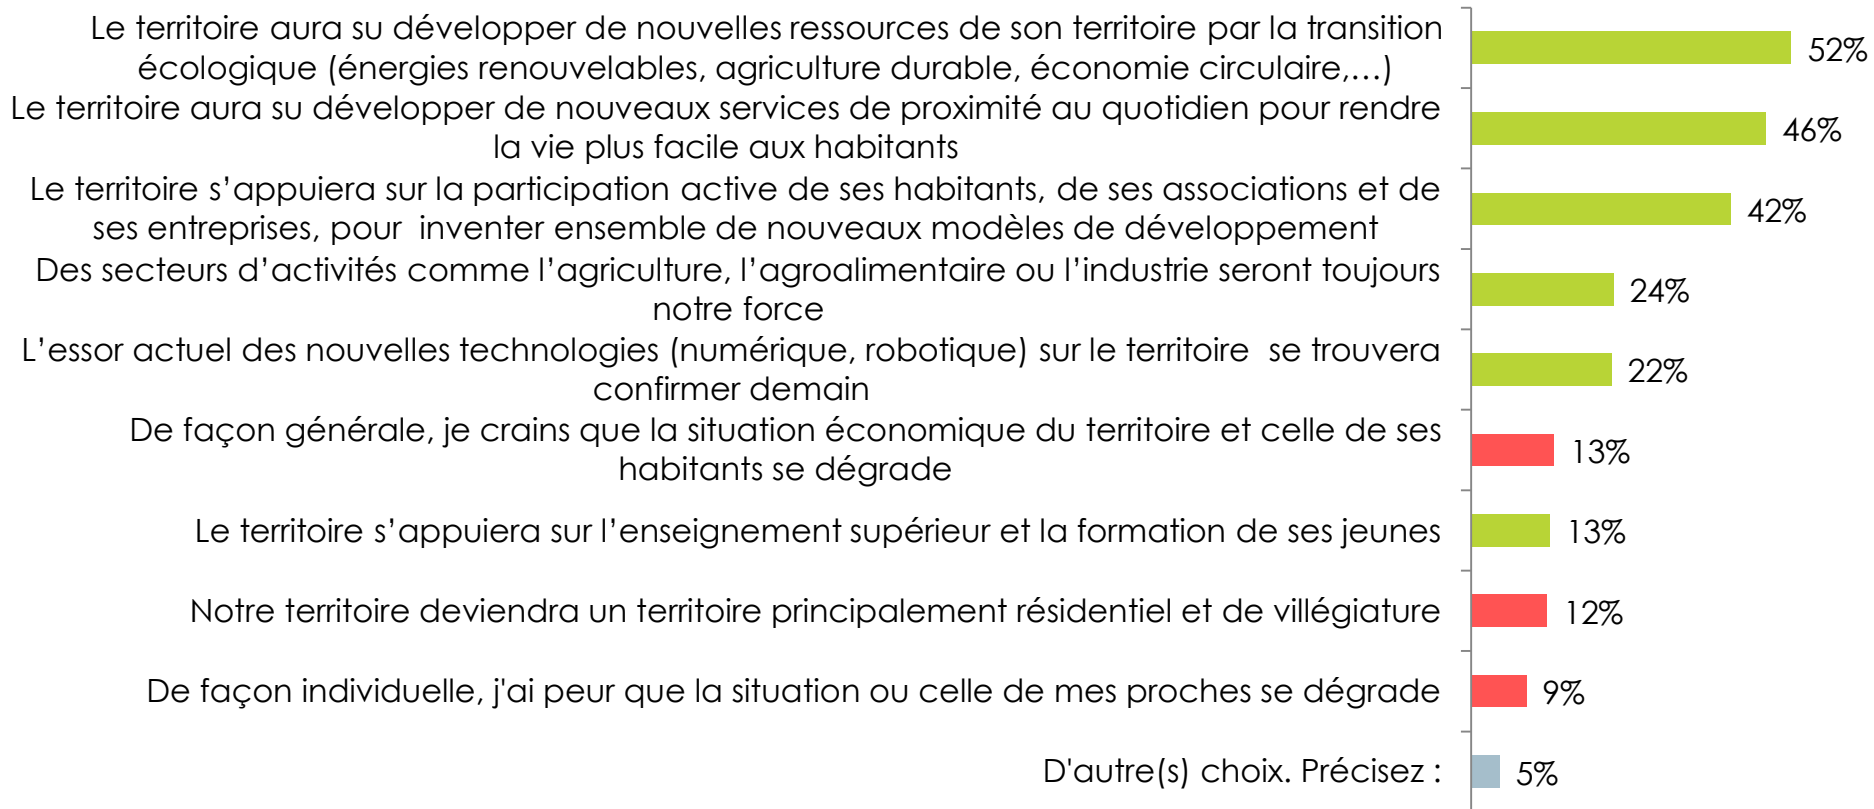 Le territoire aura su développer de nouvelles ressources de son territoire par la transition
écologique (énergies renouvelables, agriculture durable, économie circulaire,…)
52%
Le territoire aura su développer de nouveaux services de proximité au quotidien pour rendre
la vie plus facile aux habitants
46%
Le territoire s’appuiera sur la participation active de ses habitants, de ses associations et de
ses entreprises, pour inventer ensemble de nouveaux modèles de développement
42%
Des secteurs d’activités comme l’agriculture, l’agroalimentaire ou l’industrie seront toujours
notre force
24%
L’essor actuel des nouvelles technologies (numérique, robotique) sur le territoire se trouvera
confirmer demain
22%
De façon générale, je crains que la situation économique du territoire et celle de ses
habitants se dégrade
13%
Le territoire s’appuiera sur l’enseignement supérieur et la formation de ses jeunes
13%
Notre territoire deviendra un territoire principalement résidentiel et de villégiature
12%
De façon individuelle, j'ai peur que la situation ou celle de mes proches se dégrade
9%
D'autre(s) choix. Précisez :
5%